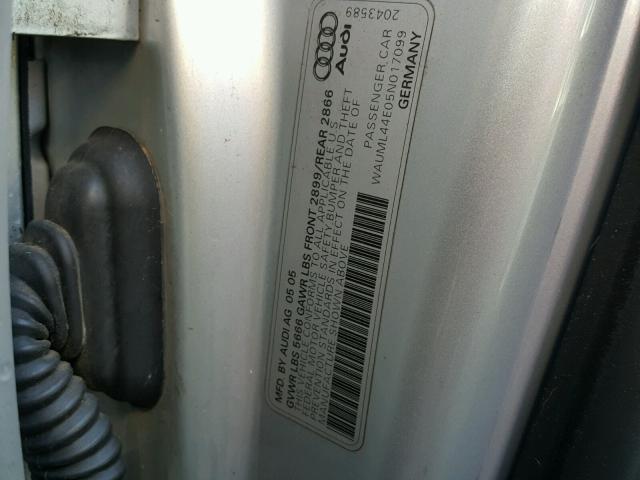 MFD. BY AUDI AG 05 05
GVWR LBS 5666 GAWR LBS FRONT 2899/REAR 2866
THIS VEHICLE CONFORMS TO ALL APPLICABLE U S
FEDERAL MOTOR VEHICLE SAFETY, BUMPER AND THEFT
PREVENTION STANDARDS IN EFFECT ON THE DATE OF
MANUFACTURE SHOWN ABOVE
Audi
2043589
PASSENGER CAR
WAUML44E05N017099
GERMANY